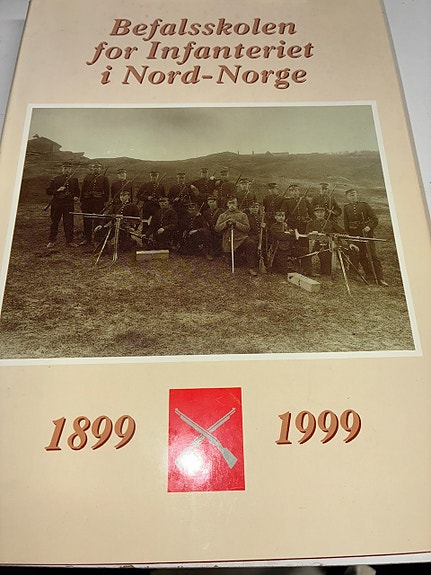 Befalsskolen
for Infanteriet
i Nord-Norge
1899
1999